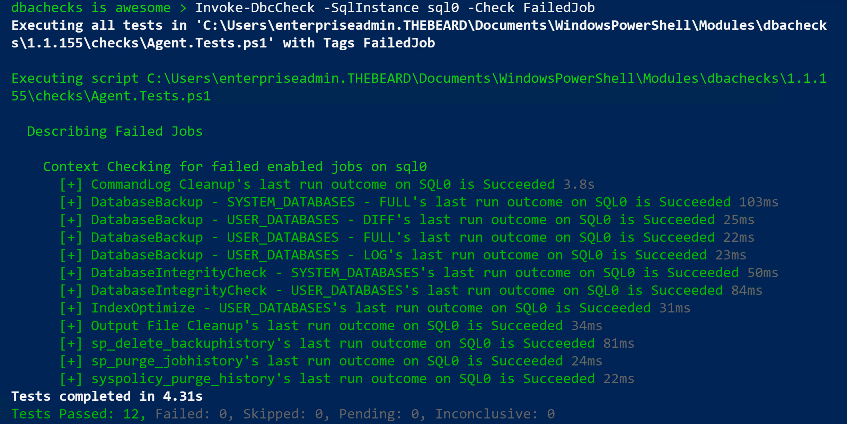 dbachecks is awesome > Invoke-DbcCheck -SqlInstance sql0 -Check FailedJob
Executing all tests in 'C:\Users\enterpriseadmin.THEBEARD\Documents\WindowsPowerShell\Modules\dbacheck
s\1.1.155\checks\Agent.Tests.ps1' with Tags FailedJob
Executing script C:\Users\enterpriseadmin.THEBEARD\Documents\WindowsPowerShell\Modules\dbachecks\1.1.1
55\checks\Agent.Tests.ps1
Describing Failed Jobs
Context Checking for failed enabled jobs on sql0
[+] CommandLog Cleanup's last run outcome on SQL0 is Succeeded 3.8s
[+] DatabaseBackup - SYSTEM_DATABASES - FULL's last run outcome on SQL0 is Succeeded 103ms
[+] DatabaseBackup - USER_DATABASES - DIFF's last run outcome on SQL0 is Succeeded 25ms
[+] DatabaseBackup - USER_DATABASES - FULL's last run outcome on SQL0 is Succeeded 22ms
[+] DatabaseBackup - USER_DATABASES - LOG's last run outcome on SQL0 is Succeeded 23ms
[+] DatabaseIntegrityCheck - SYSTEM_DATABASES's last run outcome on SQL0 is Succeeded 50ms
[+] DatabaseIntegrityCheck - USER_DATABASES's last run outcome on SQL0 is Succeeded 84ms
[+] IndexOptimize - USER_DATABASES's last run outcome on SQL0 is Succeeded 31ms
[+] Output File Cleanup's last run outcome on SQL0 is Succeeded 34ms
[+] sp_delete_backuphistory's last run outcome on SQL0 is Succeeded 81ms
[+] sp_purge_jobhistory's last run outcome on SQL0 is Succeeded 24ms
[+] syspolicy_purge_history's last run outcome on SQL0 is Succeeded 22ms
Tests completed in 4.31s
Tests Passed: 12, Failed: 0, Skipped: 0, Pending: 0, Inconclusive: 0